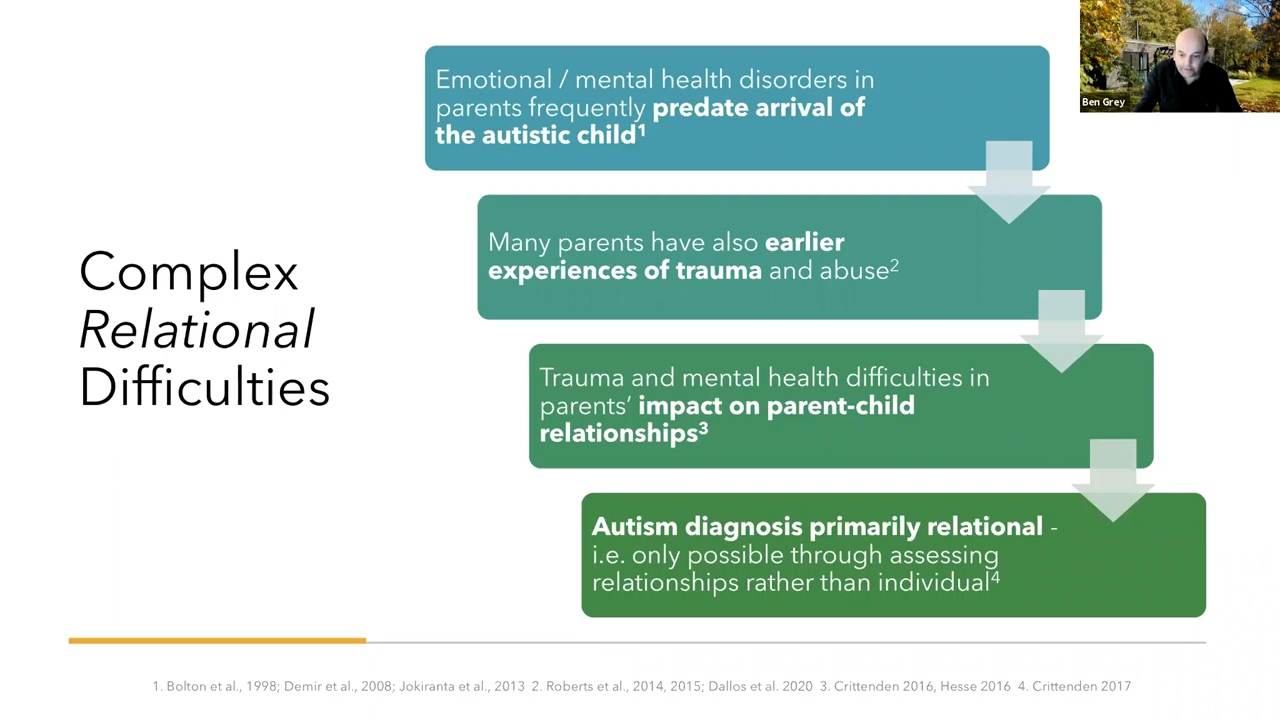 Complex
Relational
Difficulties
Emotional / mental health disorders in
parents frequently predate arrival of
the autistic child¹
Many parents have also earlier
experiences of trauma and abuse²
Trauma and mental health difficulties in
parents’ impact on parent-child
relationships³
Autism diagnosis primarily relational -
i.e. only possible through assessing
relationships rather than individual⁴
1. Bolton et al., 1998; Demir et al., 2008; Jokiranta et al., 2013 2. Roberts et al., 2014, 2015; Dallos et al. 2020 3. Crittenden 2016, Hesse 2016 4. Crittenden 2017
Ben Grey